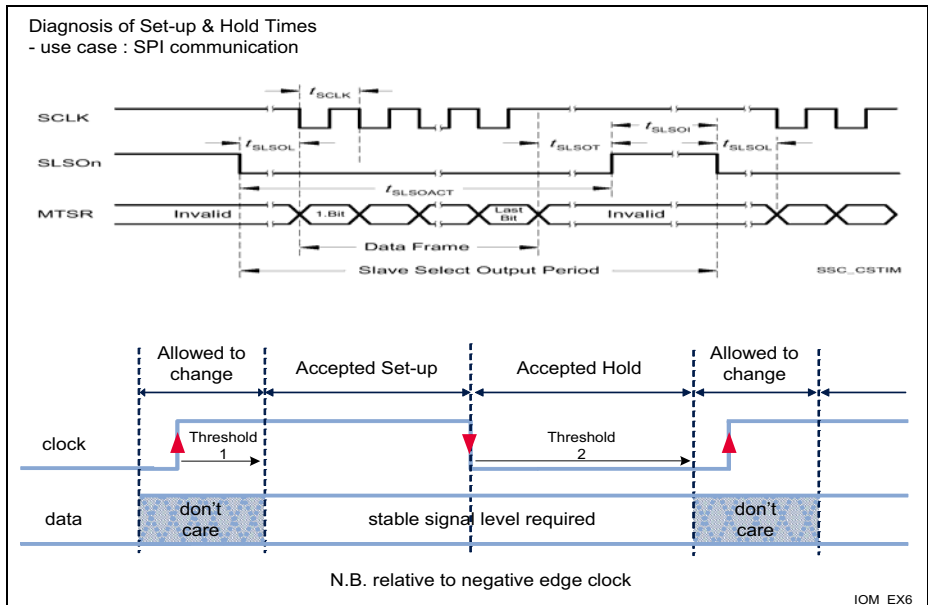 Diagnosis of Set-up & Hold Times
- use case : SPI communication
tSCLK
SCLK
tSLSOI
tSLSOL
tSLSOT
tSLSOL
SLSOn
tSLSOACT
MTSR
Invalid
1.Bit
Last
Bit
Invalid
Data Frame
Slave Select Output Period
SSC_CSTIM
Allowed to
change
Accepted Set-up
Accepted Hold
Allowed to
change
clock
Threshold
1
Threshold
2
data
don't
care
stable signal level required
don't
care
N.B. relative to negative edge clock
IOM_EX6